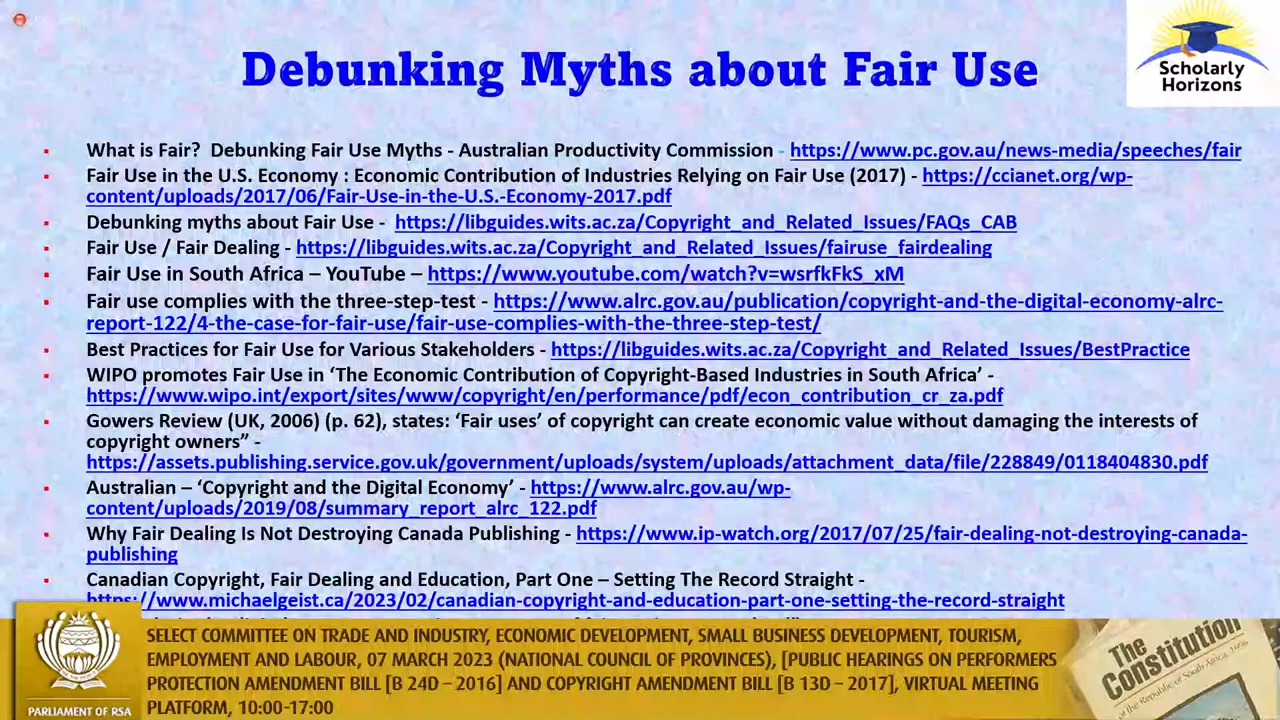 Debunking Myths about Fair Use
Scholarly
Horizons
What is Fair?  Debunking Fair Use Myths - Australian Productivity Commission - https://www.pc.gov.au/news-media/speeches/fair
Fair Use in the U.S. Economy : Economic Contribution of Industries Relying on Fair Use (2017) - https://ccianet.org/wp-
content/uploads/2017/06/Fair-Use-in-the-U.S.-Economy-2017.pdf
Debunking myths about Fair Use -  https://libguides.wits.ac.za/Copyright_and_Related_Issues/FAQs_CAB
Fair Use / Fair Dealing - https://libguides.wits.ac.za/Copyright_and_Related_Issues/fairuse_fairdealing
Fair Use in South Africa – YouTube – https://www.youtube.com/watch?v=wsrfkFkS_xM
Fair use complies with the three-step-test - https://www.alrc.gov.au/publication/copyright-and-the-digital-economy-alrc-
report-122/4-the-case-for-fair-use/fair-use-complies-with-the-three-step-test/
Best Practices for Fair Use for Various Stakeholders - https://libguides.wits.ac.za/Copyright_and_Related_Issues/BestPractice
WIPO promotes Fair Use in ‘The Economic Contribution of Copyright-Based Industries in South Africa’ -
https://www.wipo.int/export/sites/www/copyright/en/performance/pdf/econ_contribution_cr_za.pdf
Gowers Review (UK, 2006) (p. 62), states: ‘Fair uses’ of copyright can create economic value without damaging the interests of
copyright owners” -
https://assets.publishing.service.gov.uk/government/uploads/system/uploads/attachment_data/file/228849/0118404830.pdf
Australian – ‘Copyright and the Digital Economy’ - https://www.alrc.gov.au/wp-
content/uploads/2019/08/summary_report_alrc_122.pdf
Why Fair Dealing Is Not Destroying Canada Publishing - https://www.ip-watch.org/2017/07/25/fair-dealing-not-destroying-canada-
publishing
Canadian Copyright, Fair Dealing and Education, Part One – Setting The Record Straight -
https://www.michaelgeist.ca/2023/02/canadian-copyright-and-education-part-one-setting-the-record-straight
SELECT COMMITTEE ON TRADE AND INDUSTRY, ECONOMIC DEVELOPMENT, SMALL BUSINESS DEVELOPMENT, TOURISM,
EMPLOYMENT AND LABOUR, 07 MARCH 2023 (NATIONAL COUNCIL OF PROVINCES), [PUBLIC HEARINGS ON PERFORMERS
PROTECTION AMENDMENT BILL [B 24D – 2016] AND COPYRIGHT AMENDMENT BILL [B 13D – 2017], VIRTUAL MEETING
PLATFORM, 10:00-17:00
PARLIAMENT OF RSA
The
Constitution
of the Republic of South Africa, 1996